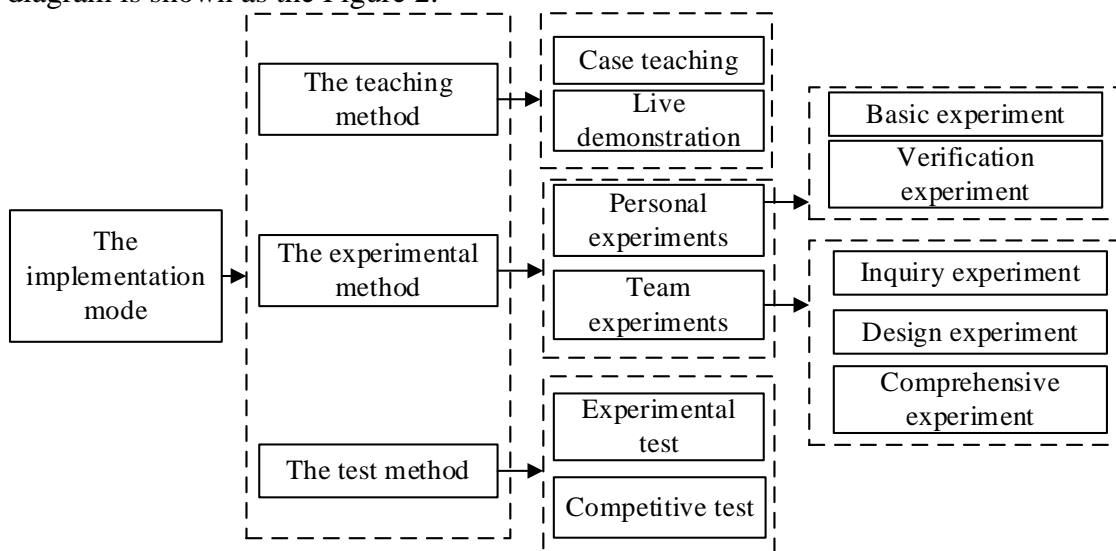 diagram is shown as the Figure 2.
The
implementation
mode
The teaching
method
The experimental
method
The test method
Case teaching
Live
demonstration
Personal
experiments
Team
experiments
Experimental
test
Competitive test
Basic experiment
Verification
experiment
Inquiry experiment
Design experiment
Comprehensive
experiment